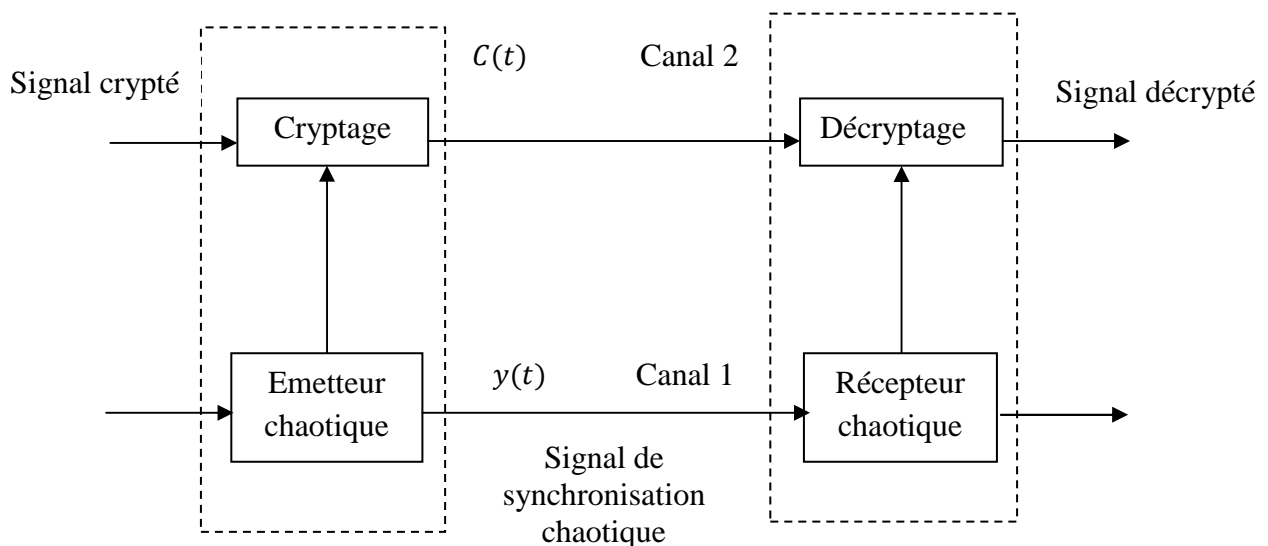 C(t)
Canal 2
Signal crypté
Signal décrypté
Cryptage
Décryptage
Emetteur
chaotique
y(t)
Canal 1
Récepteur
chaotique
Signal de
synchronisation
chaotique